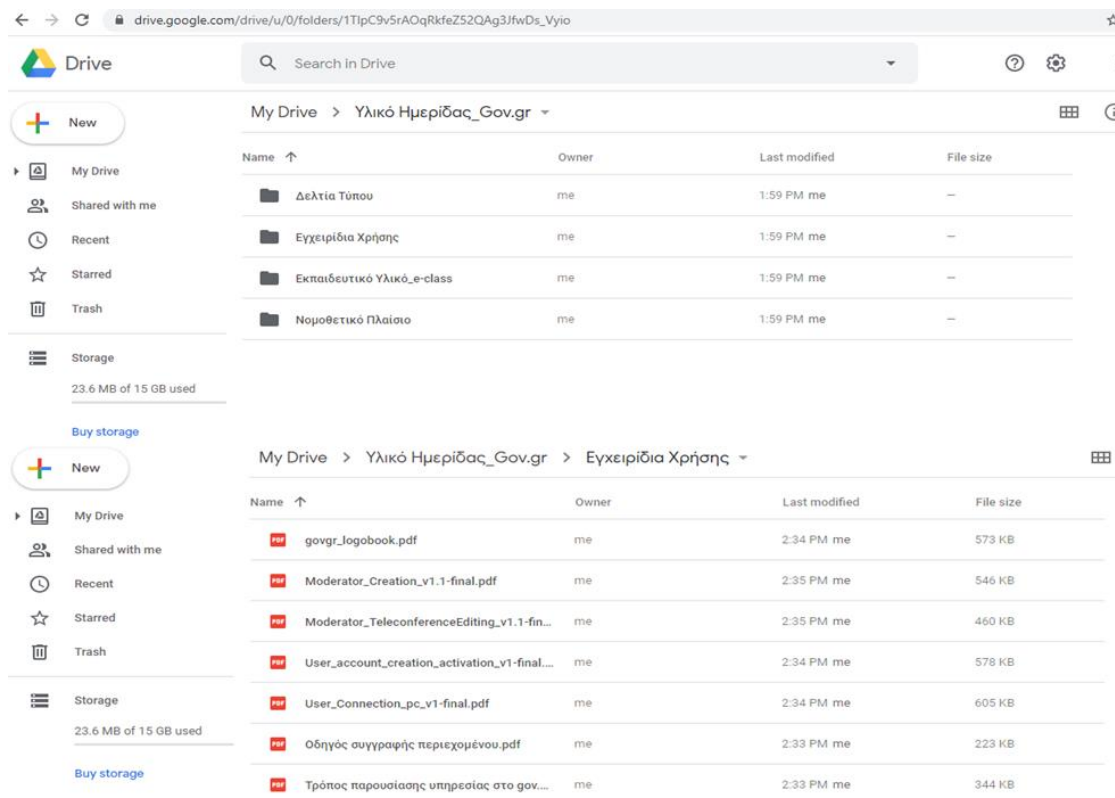 drive.google.com/drive/u/0/folders/1TIpC9v5rAOqRkfeZ52QAg3JfwDs_Vyio
Drive
Search in Drive
New
My Drive > Υλικό Ημερίδας_Gov.gr
Name Owner Last modified File size
My Drive
Δελτία Τύπου me 1:59 PM me –
Shared with me
Recent
Εγχειρίδια Χρήσης me 1:59 PM me –
Starred
Εκπαιδευτικό Υλικό_e-class me 1:59 PM me –
Trash
Νομοθετικό Πλαίσιο me 1:59 PM me –
Storage
23.6 MB of 15 GB used
Buy storage
New
My Drive > Υλικό Ημερίδας_Gov.gr > Εγχειρίδια Χρήσης
Name Owner Last modified File size
My Drive
govgr_logobook.pdf me 2:34 PM me 573 KB
Shared with me
Recent
Moderator_Creation_v1.1-final.pdf me 2:35 PM me 546 KB
Starred
Moderator_TeleconferenceEditing_v1.1-fin... me 2:35 PM me 460 KB
Trash
User_account_creation_activation_v1-final.... me 2:34 PM me 578 KB
Storage
User_Connection_pc_v1-final.pdf me 2:34 PM me 605 KB
23.6 MB of 15 GB used
Οδηγός συγγραφής περιεχομένου.pdf me 2:33 PM me 223 KB
Buy storage
Τρόπος παρουσίασης υπηρεσίας στο gov.... me 2:33 PM me 344 KB